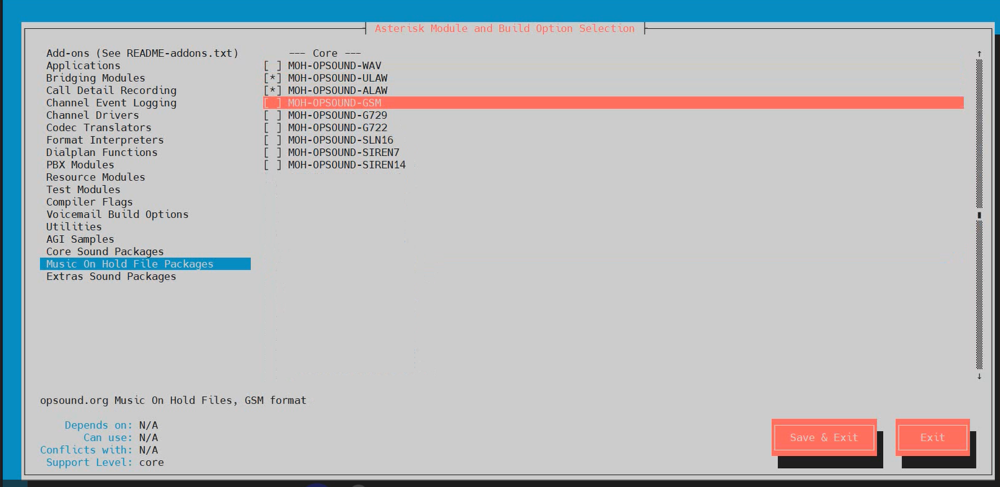 Asterisk Module and Build Option Selection
Add-ons (See README-addons.txt)
Applications
Bridging Modules
Call Detail Recording
Channel Event Logging
Channel Drivers
Codec Translators
Format Interpreters
Dialplan Functions
PBX Modules
Resource Modules
Test Modules
Compiler Flags
Voicemail Build Options
Utilities
AGI Samples
Core Sound Packages
Music On Hold File Packages
Extras Sound Packages
--- Core ---
[ ] MOH-OPSOUND-WAV
[*] MOH-OPSOUND-ULAW
[*] MOH-OPSOUND-ALAW
[ ] MOH-OPSOUND-GSM
[ ] MOH-OPSOUND-G729
[ ] MOH-OPSOUND-G722
[ ] MOH-OPSOUND-SLN16
[ ] MOH-OPSOUND-SIREN7
[ ] MOH-OPSOUND-SIREN14
opsound.org Music On Hold Files, GSM format
Depends on: N/A
Can use: N/A
Conflicts with: N/A
Support Level: core
Save & Exit
Exit